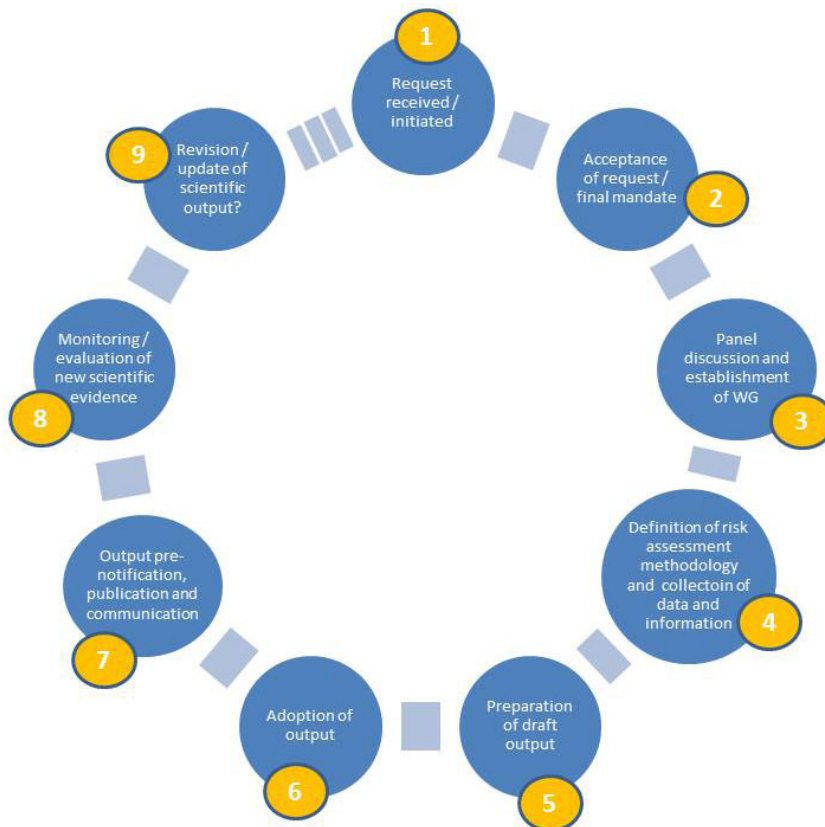 1
Request
received /
initiated
2
Acceptance
of request /
final mandate
3
Panel
discussion and
establishment
of WG
4
Definition of risk
assessment
methodology
and collectoin of
data and
information
5
Preparation
of draft
output
6
Adoption of
output
7
Output pre-
notification,
publication and
communication
8
Monitoring /
evaluation of
new scientific
evidence
9
Revision /
update of
scientific
output?